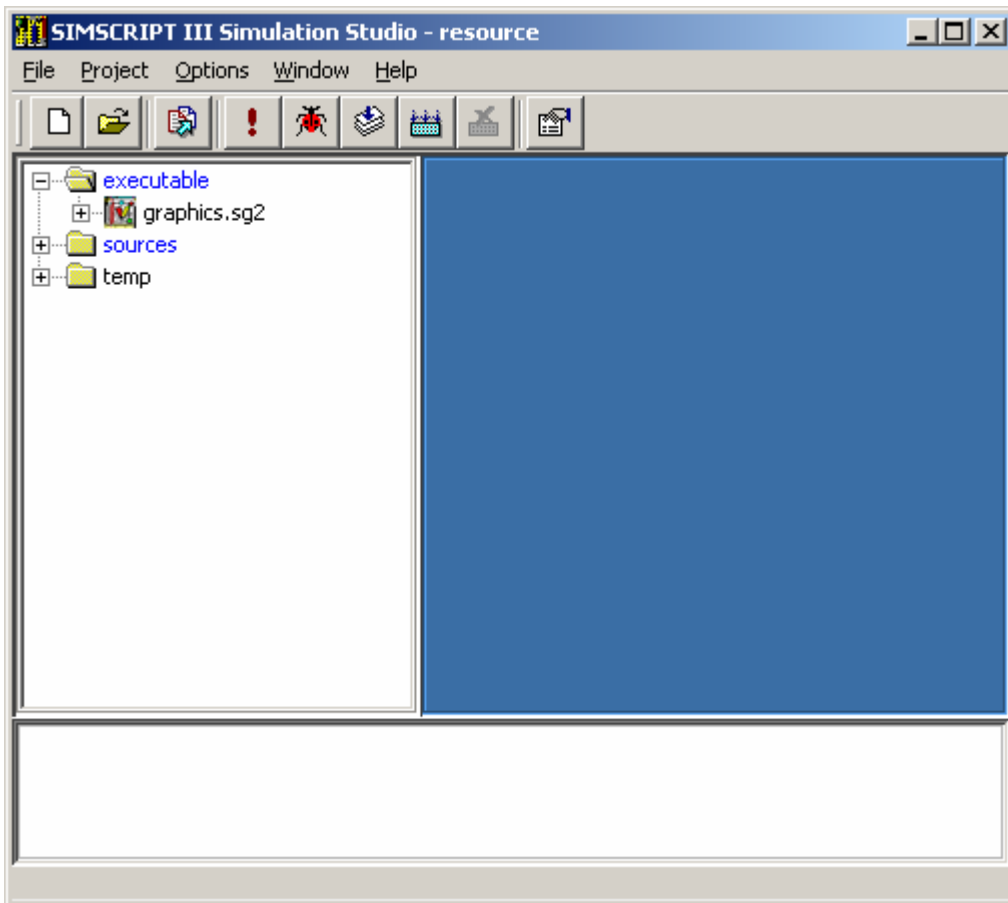 SIMSCRIPT III Simulation Studio - resource
File Project Options Window Help
executable
graphics.sg2
sources
temp